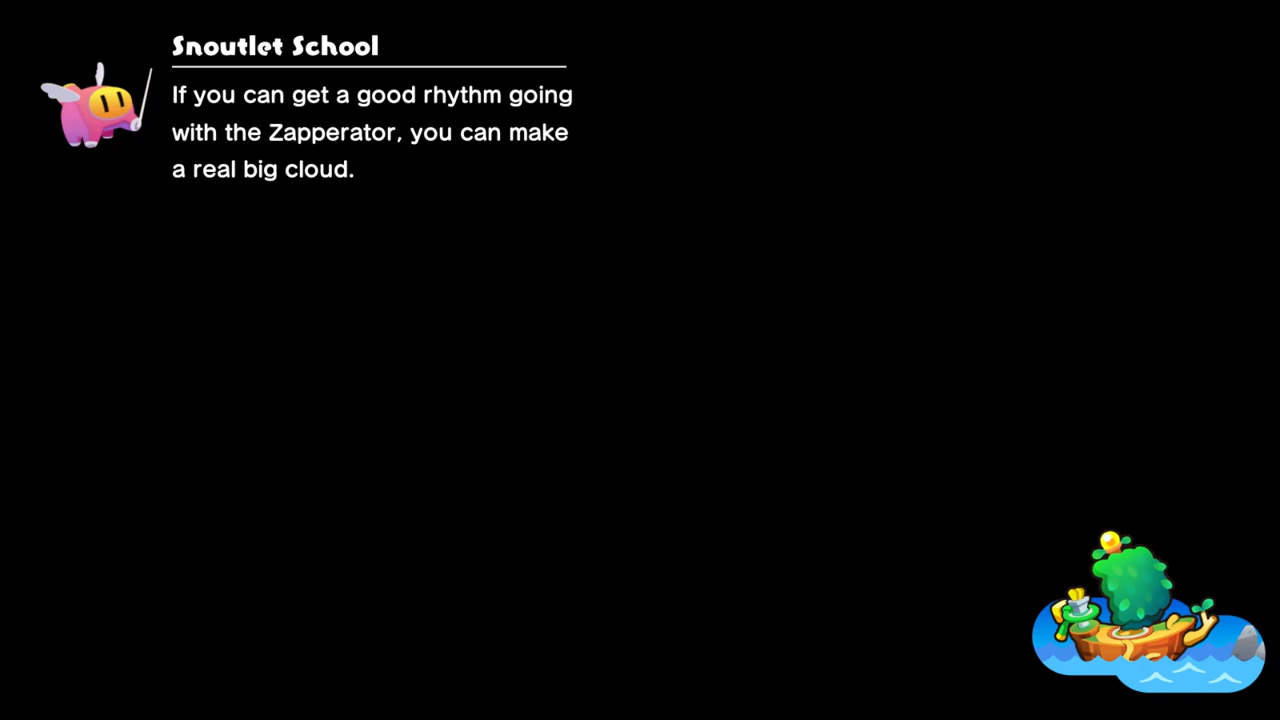 Snoutlet School
If you can get a good rhythm going
with the Zapperator, you can make
a real big cloud.